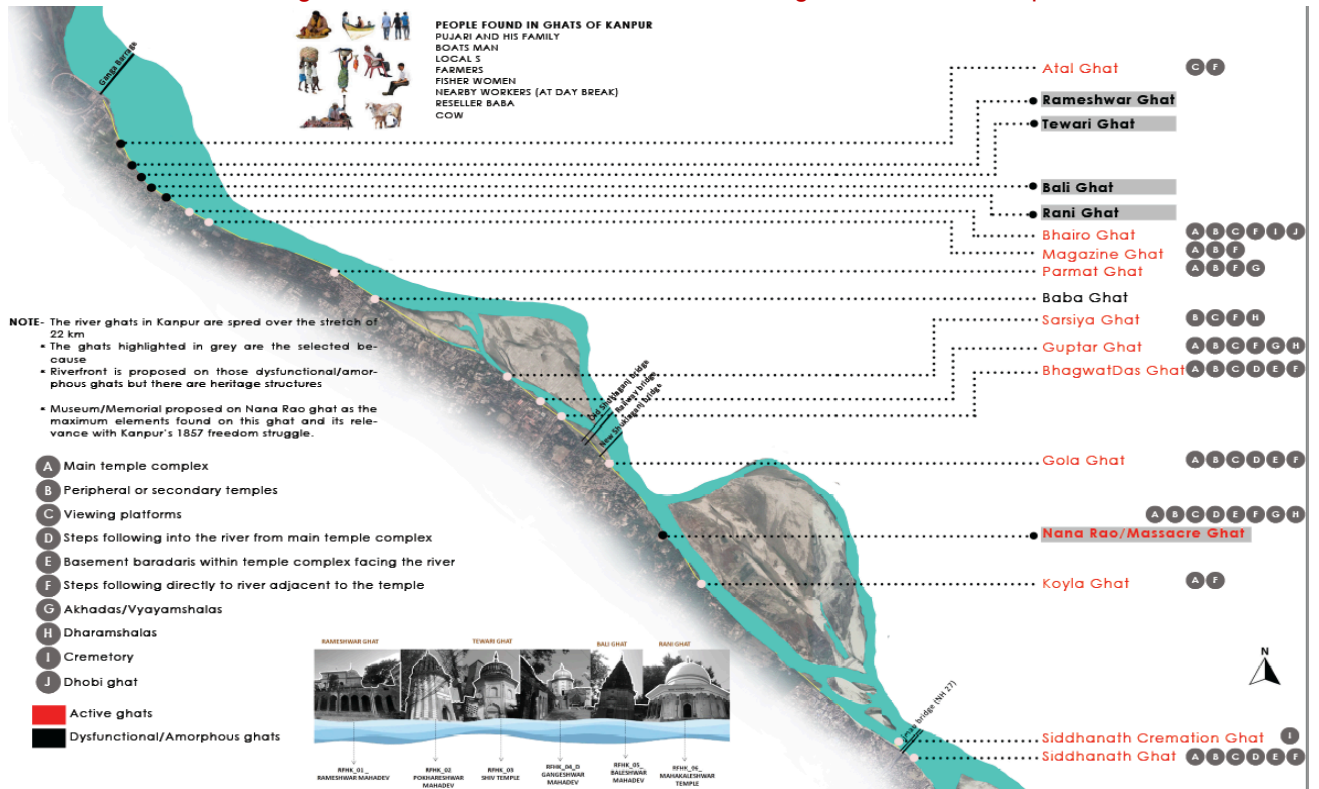 PEOPLE FOUND IN GHATS OF KANPUR
PUJARI AND HIS FAMILY
BOATS MAN
LOCAL S
FARMERS
FISHER WOMEN
NEARBY WORKERS (AT DAY BREAK)
RESELLER BABA
COW
Ganga Barrage
Atal Ghat C F
Rameshwar Ghat
Tewari Ghat
Bali Ghat
Rani Ghat
Bhairo Ghat A B C F I J
Magazine Ghat A B F
Parmat Ghat A B F G
Baba Ghat
Sarsiya Ghat B C F H
Guptar Ghat A B C F G H
BhagwatDas Ghat A B C D E F
Old Shuklaganj bridge
Railway bridge
New Shuklaganj bridge
Gola Ghat A B C D E F
A B C D E F G H
Nana Rao/Massacre Ghat
Koyla Ghat A F
bridge (NH 27)
Siddhanath Cremation Ghat I
Siddhanath Ghat A B C D E F
N
NOTE- The river ghats in Kanpur are spred over the stretch of
22 km
* The ghats highlighted in grey are the selected be-
cause
* Riverfront is proposed on those dysfunctional/amor-
phous ghats but there are heritage structures
* Museum/Memorial proposed on Nana Rao ghat as the
maximum elements found on this ghat and its rele-
vance with Kanpur's 1857 freedom struggle.
A Main temple complex
B Peripheral or secondary temples
C Viewing platforms
D Steps following into the river from main temple complex
E Basement baradaris within temple complex facing the river
F Steps following directly to river adjacent to the temple
G Akhadas/Vyayamshalas
H Dharamshalas
I Cremetory
J Dhobi ghat
Active ghats
Dysfunctional/Amorphous ghats
RAMESHWAR GHAT
TEWARI GHAT
BALI GHAT
RANI GHAT
RFHK_01_
RAMESHWAR MAHADEV
RFHK_02
POKHARESHWAR
MAHADEV
RFHK_03
SHIV TEMPLE
RFHK_04_D
GANGESHWAR
MAHADEV
RFHK_05_
BALESHWAR
MAHADEV
RFHK_06_
MAHAKALESHWAR
TEMPLE